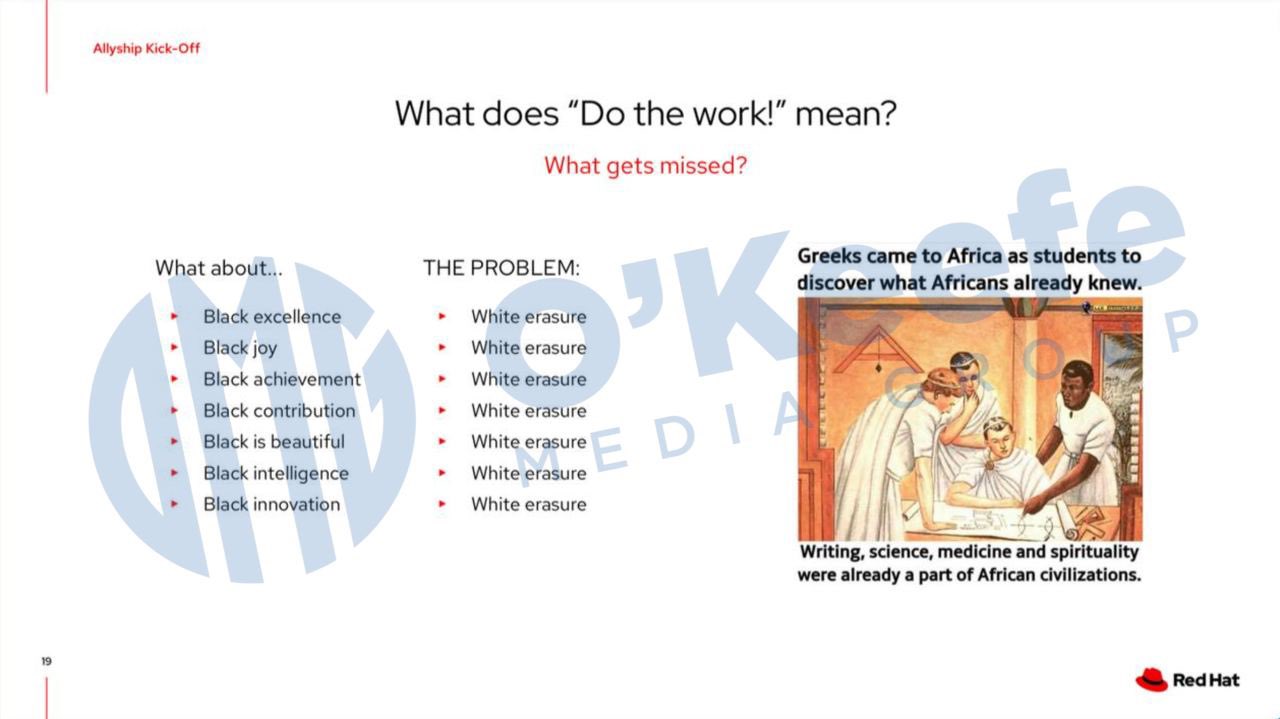 Allyship Kick-Off
What does “Do the work!” mean?
What gets missed?
What about...
Black excellence
Black joy
Black achievement
Black contribution
Black is beautiful
Black intelligence
Black innovation
THE PROBLEM:
White erasure
White erasure
White erasure
White erasure
White erasure
White erasure
White erasure
Greeks came to Africa as students to
discover what Africans already knew.
Writing, science, medicine and spirituality
were already a part of African civilizations.
OMG
O'Keefe
MEDIA GROUP
19
Red Hat